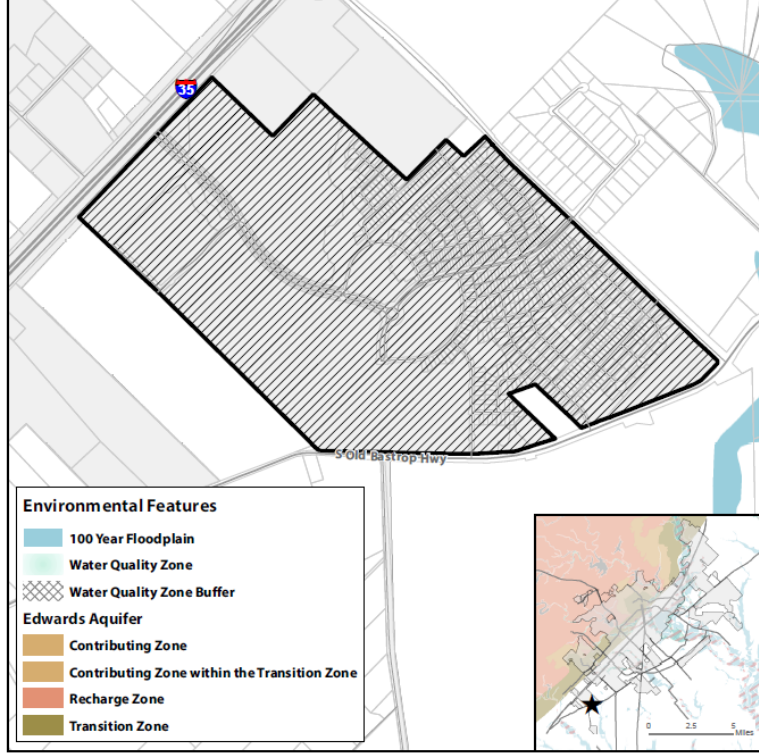 35
S Old Bastrop Hwy
Environmental Features
100 Year Floodplain
Water Quality Zone
Water Quality Zone Buffer
Edwards Aquifer
Contributing Zone
Contributing Zone within the Transition Zone
Recharge Zone
Transition Zone
0 2.5 5
Miles